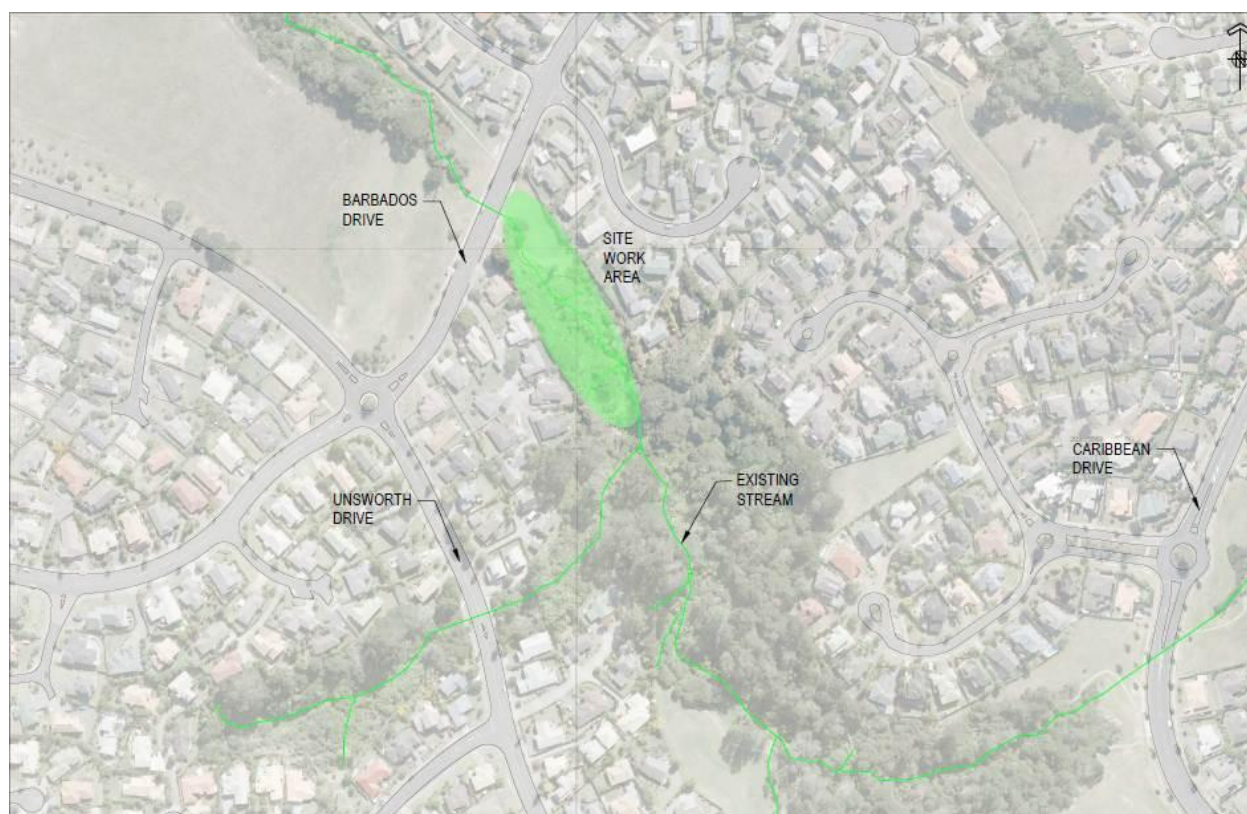 BARBADOS
DRIVE
SITE
WORK
AREA
CARIBBEAN
DRIVE
EXISTING
STREAM
UNSWORTH
DRIVE